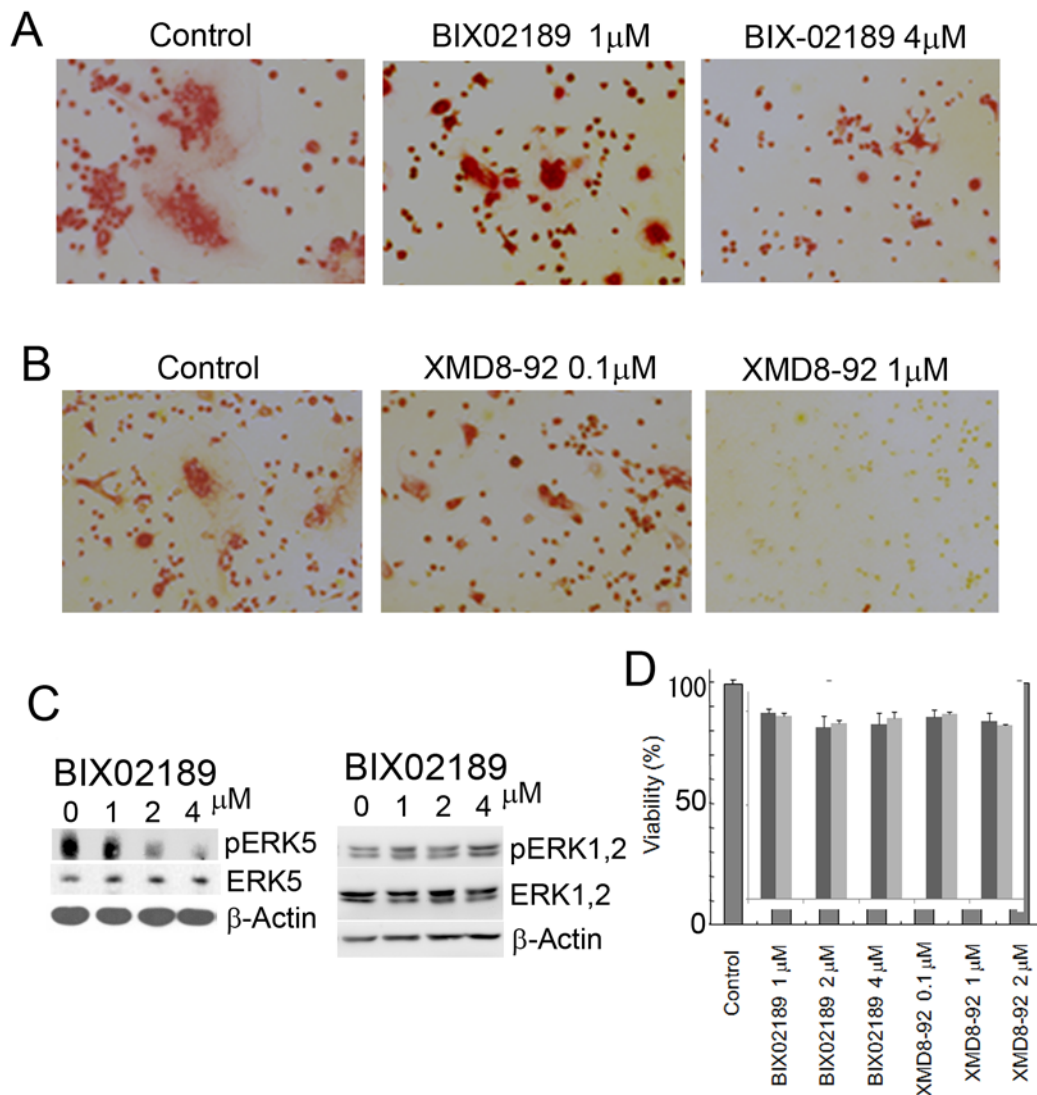 A
Control
BIX02189 1μM
BIX-02189 4μM
B
Control
XMD8-92 0.1μM
XMD8-92 1μM
C
BIX02189
0 1 2 4 μM
pERK5
ERK5
β-Actin
0 1 2 4 μM
pERK1,2
ERK1,2
β-Actin
D
Viability (%)
100
50
0
Control
BIX02189 1 μM
BIX02189 2 μM
BIX02189 4 μM
XMD8-92 0.1 μM
XMD8-92 1 μM
XMD8-92 2 μM